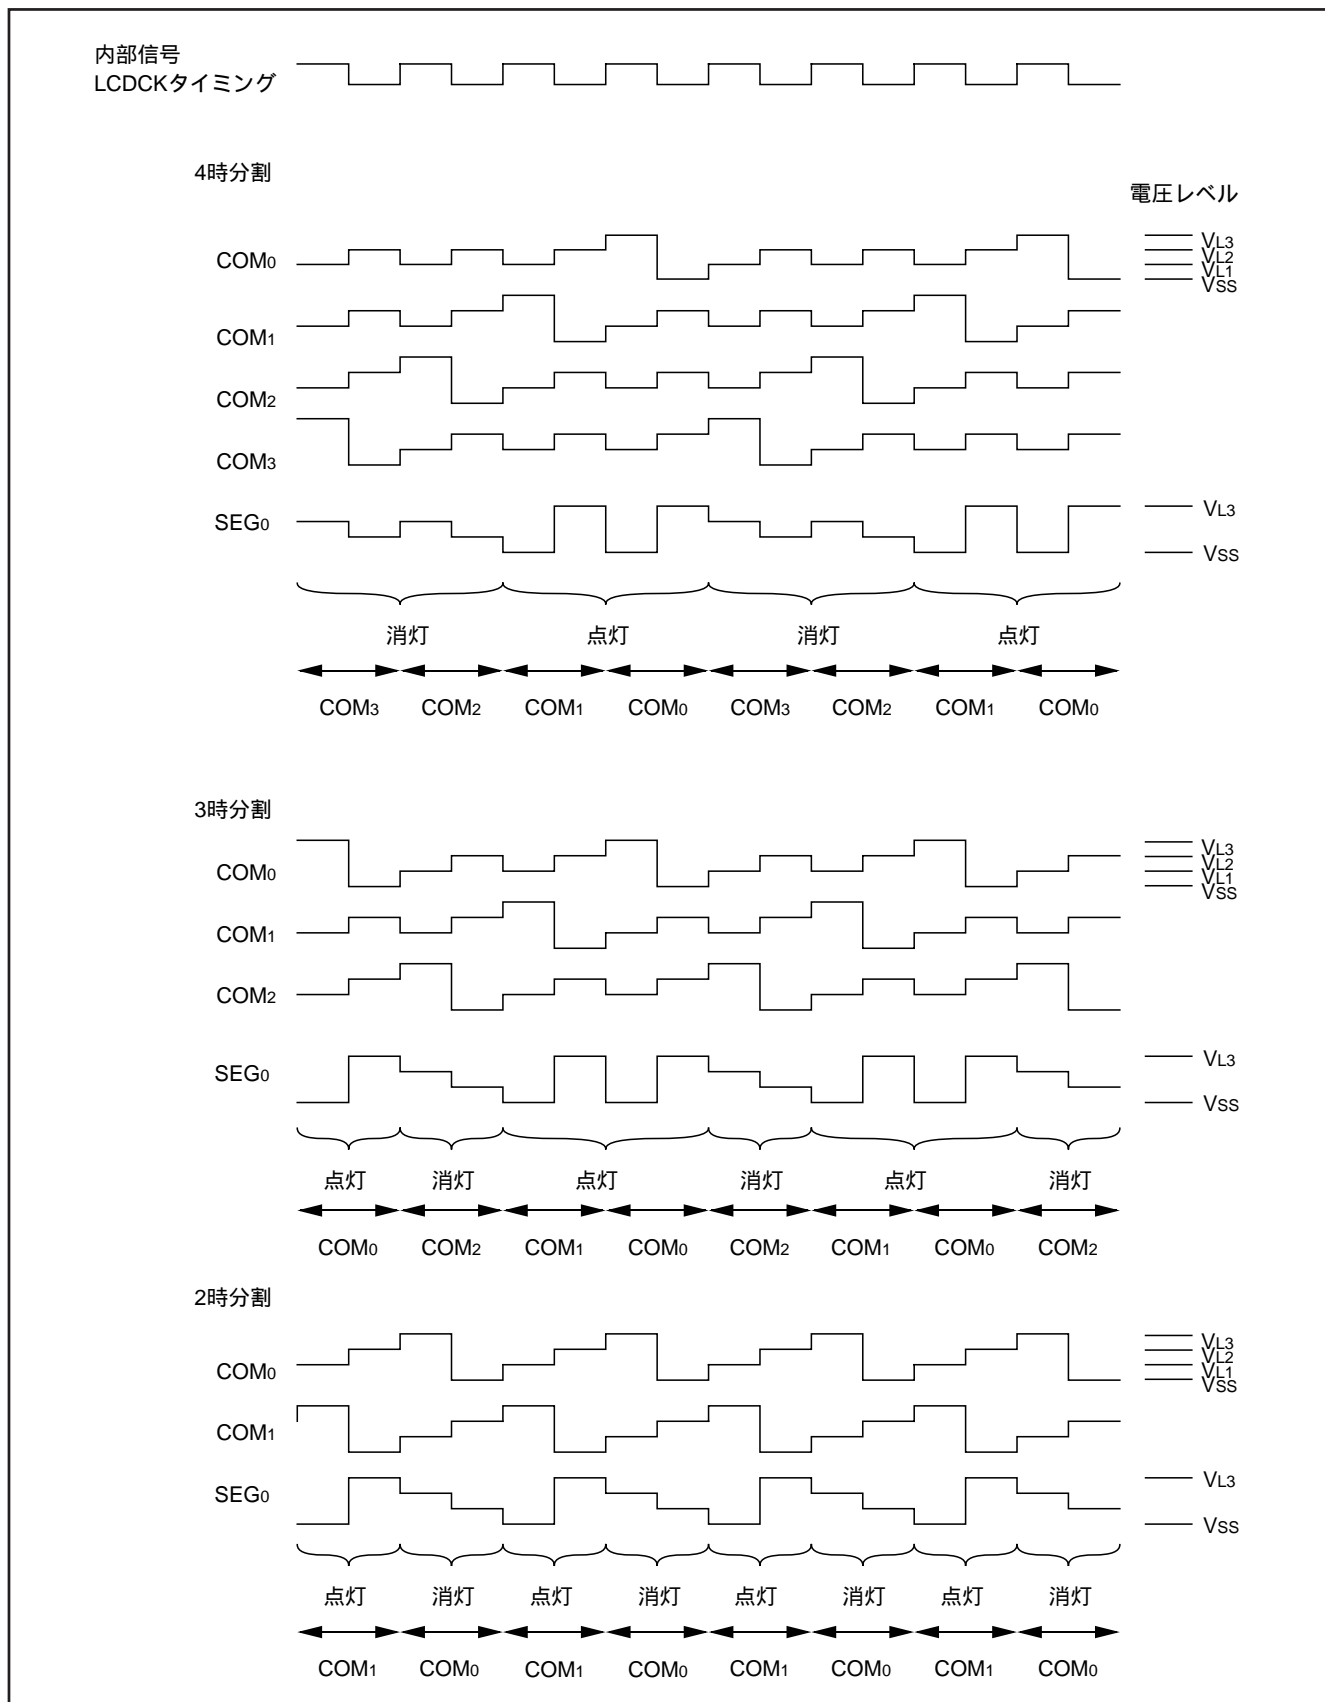 内部信号
LCDCKタイミング
4時分割
電圧レベル
COM0
VL3
VL2
VL1
VSS
COM1
COM2
COM3
SEG0
VL3
VSS
消灯 点灯 消灯 点灯
COM3 COM2 COM1 COM0 COM3 COM2 COM1 COM0
3時分割
COM0
VL3
VL2
VL1
VSS
COM1
COM2
SEG0
VL3
VSS
点灯 消灯 点灯 消灯 点灯 消灯
COM0 COM2 COM1 COM0 COM2 COM1 COM0 COM2
2時分割
COM0
VL3
VL2
VL1
VSS
COM1
SEG0
VL3
VSS
点灯 消灯 点灯 消灯 点灯 消灯 点灯 消灯
COM1 COM0 COM1 COM0 COM1 COM0 COM1 COM0